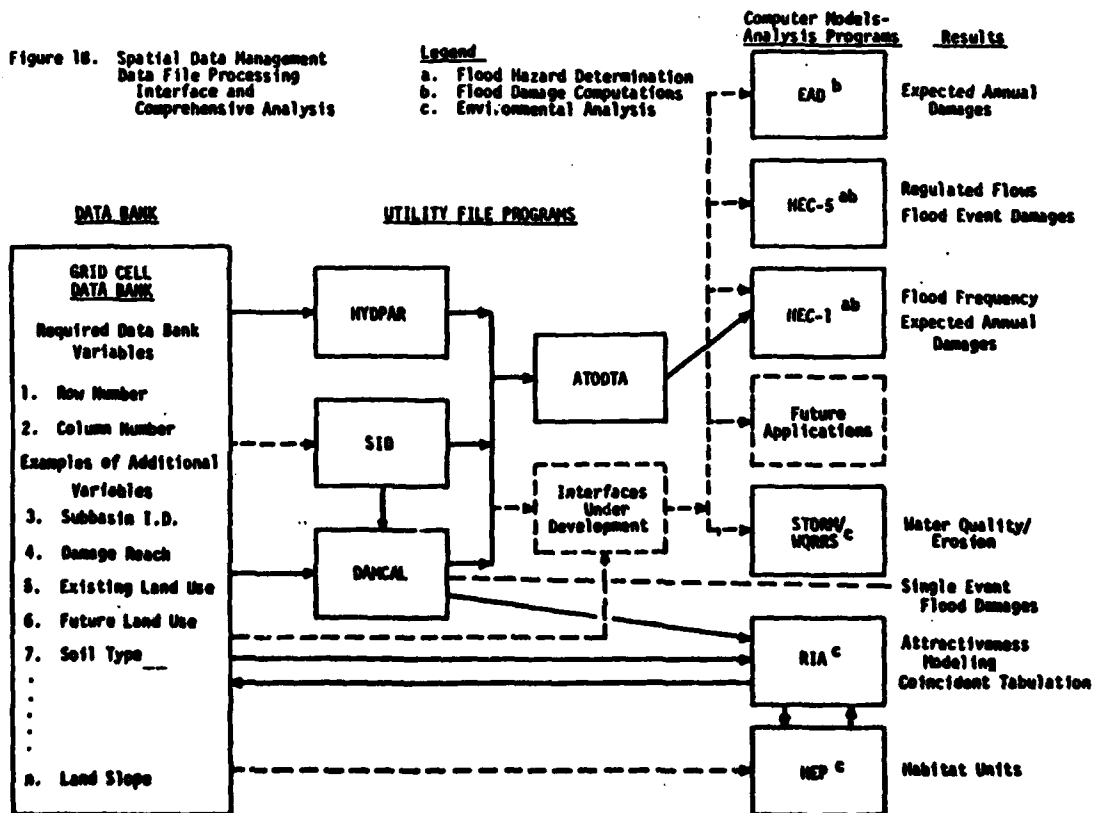 Figure 18. Spatial Data Management
Data File Processing
Interface and
Comprehensive Analysis
Legend
a. Flood Hazard Determination
b. Flood Damage Computations
c. Environmental Analysis
Computer Models-
Analysis Programs
Results
DATA BANK
UTILITY FILE PROGRAMS
GRID CELL
DATA BANK
Required Data Bank
Variables
1. Row Number
2. Column Number
Examples of Additional
Variables
3. Subbasin I.D.
4. Damage Reach
5. Existing Land Use
6. Future Land Use
7. Soil Type
n. Land Slope
HYDPAR
SID
DAMCAL
ATODTA
Interfaces
Under
Development
EAD b
Expected Annual
Damages
HEC-5 ab
Regulated Flows
Flood Event Damages
HEC-1 ab
Flood Frequency
Expected Annual
Damages
Future
Applications
STORM/
WQRRS c
Water Quality/
Erosion
Single Event
Flood Damages
RIA c
Attractiveness
Modeling
Coincident Tabulation
HEP c
Habitat Units